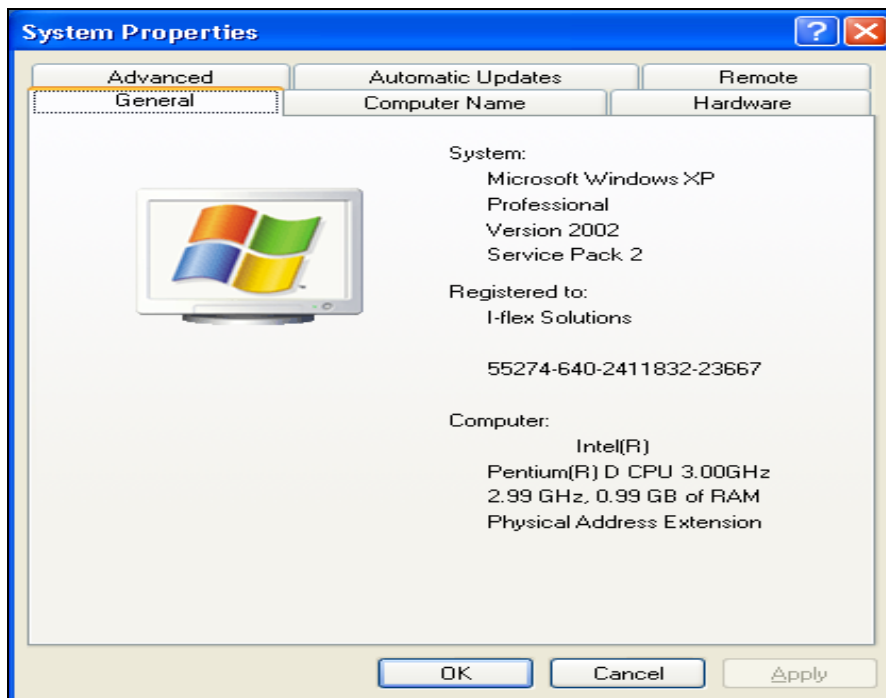 System Properties
?
Advanced
Automatic Updates
Remote
General
Computer Name
Hardware
System:
Microsoft Windows XP
Professional
Version 2002
Service Pack 2
Registered to:
I-flex Solutions
55274-640-2411832-23667
Computer:
Intel(R)
Pentium(R) D CPU 3.00GHz
2.99 GHz, 0.99 GB of RAM
Physical Address Extension
OK
Cancel
Apply